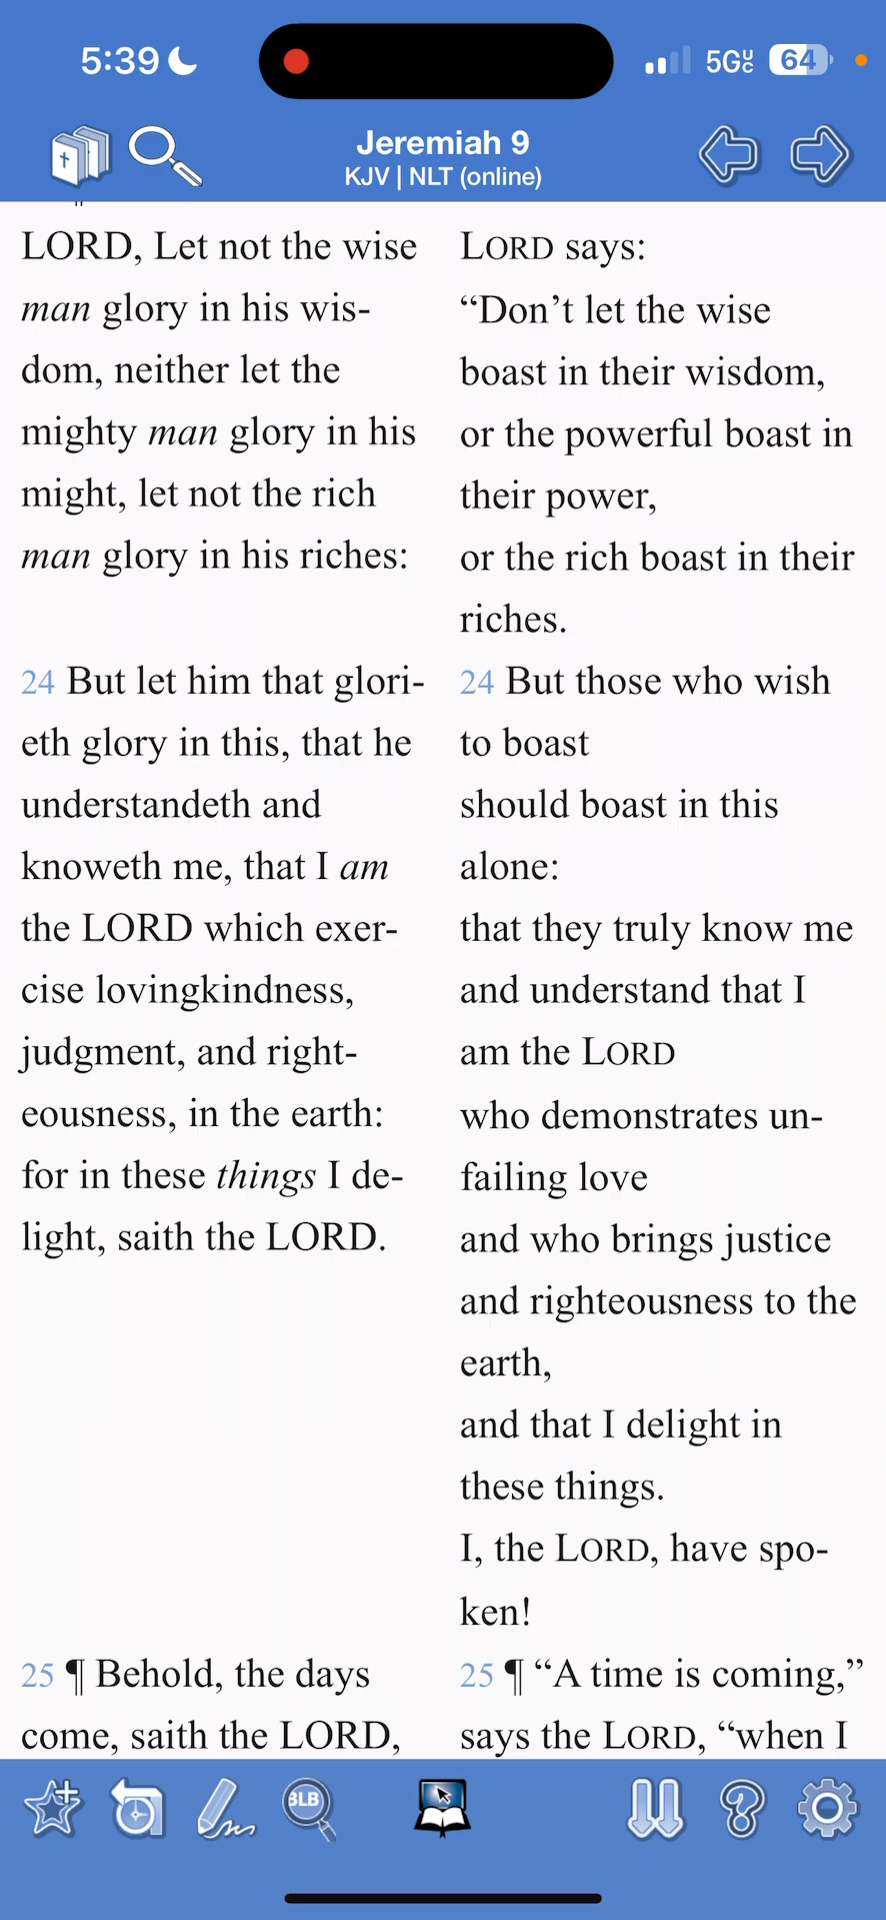 5:39
5G
64
Jeremiah 9
KJV | NLT (online)
LORD, Let not the wise
man glory in his wis-
dom, neither let the
mighty man glory in his
might, let not the rich
man glory in his riches:
24 But let him that glori-
eth glory in this, that he
understandeth and
knoweth me, that I am
the LORD which exer-
cise lovingkindness,
judgment, and right-
eousness, in the earth:
for in these things I de-
light, saith the LORD.
25 ¶ Behold, the days
come, saith the LORD,
LORD says:
“Don’t let the wise
boast in their wisdom,
or the powerful boast in
their power,
or the rich boast in their
riches.
24 But those who wish
to boast
should boast in this
alone:
that they truly know me
and understand that I
am the LORD
who demonstrates un-
failing love
and who brings justice
and righteousness to the
earth,
and that I delight in
these things.
I, the LORD, have spo-
ken!
25 ¶ “A time is coming,”
says the LORD, “when I
BLB